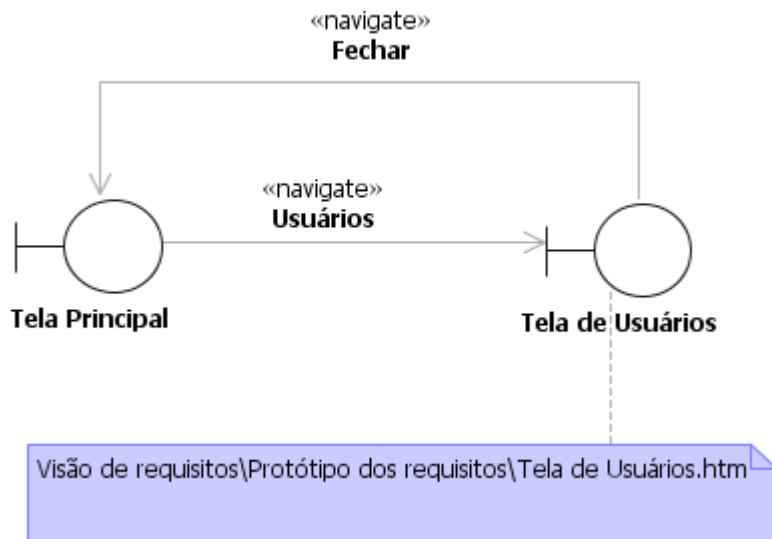 «navigate»
Fechar
«navigate»
Usuários
Tela Principal
Tela de Usuários
Visão de requisitos\Protótipo dos requisitos\Tela de Usuários.htm